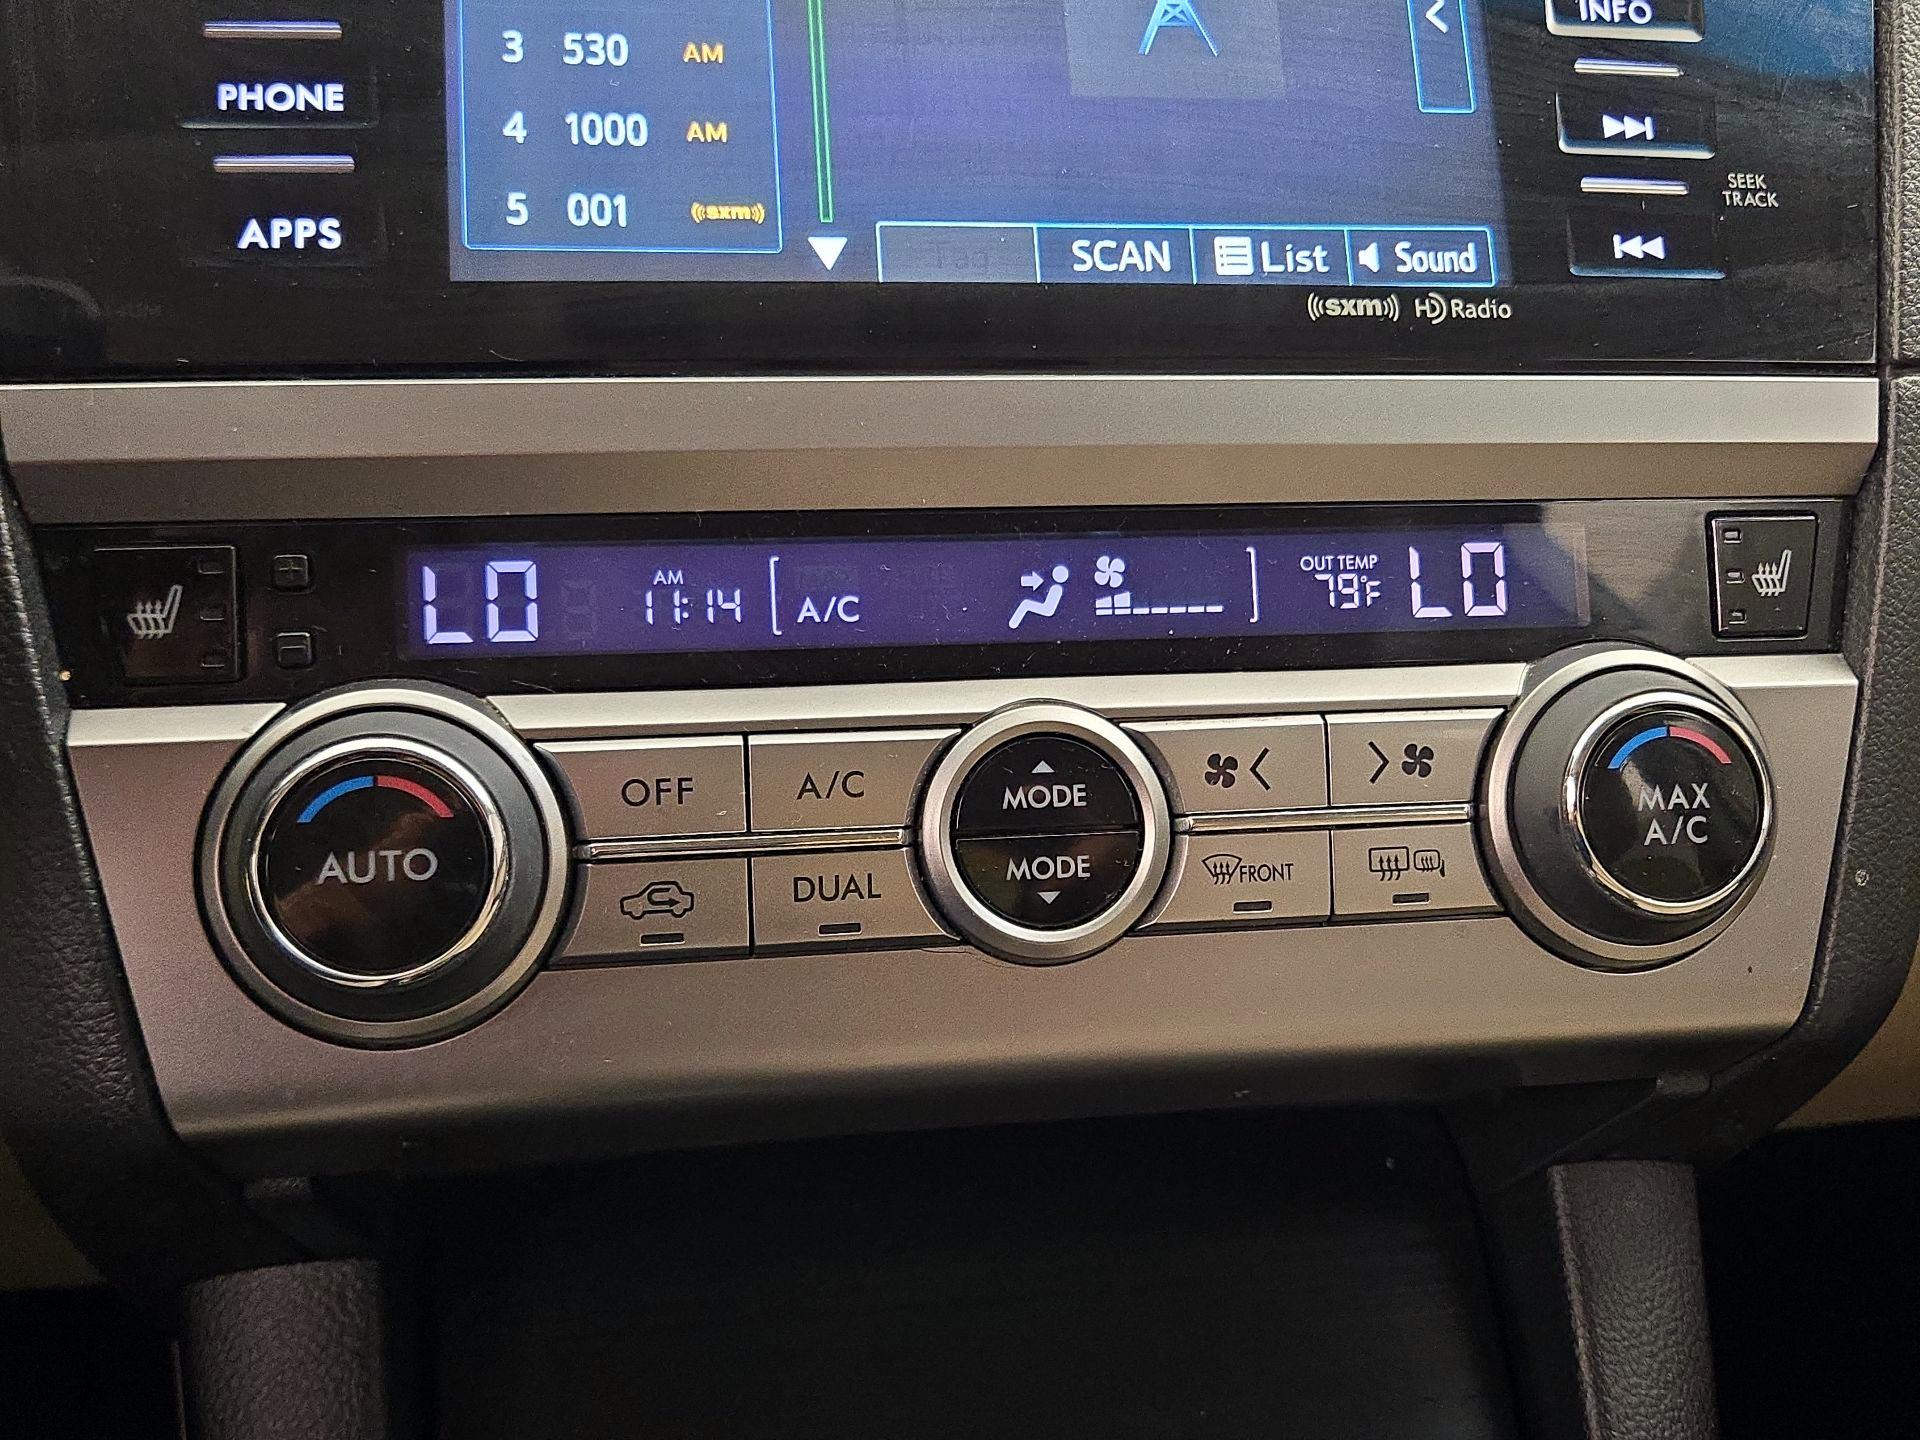 INFO
3 530 AM
PHONE
4 1000 AM
SEEK
TRACK
5 001 ((sxm))
APPS
Tag SCAN List Sound
((sxm)) HD Radio
LO AM 11:14 A/C OUT TEMP 79°F LO
OFF A/C MODE MAX
A/C
AUTO DUAL MODE FRONT